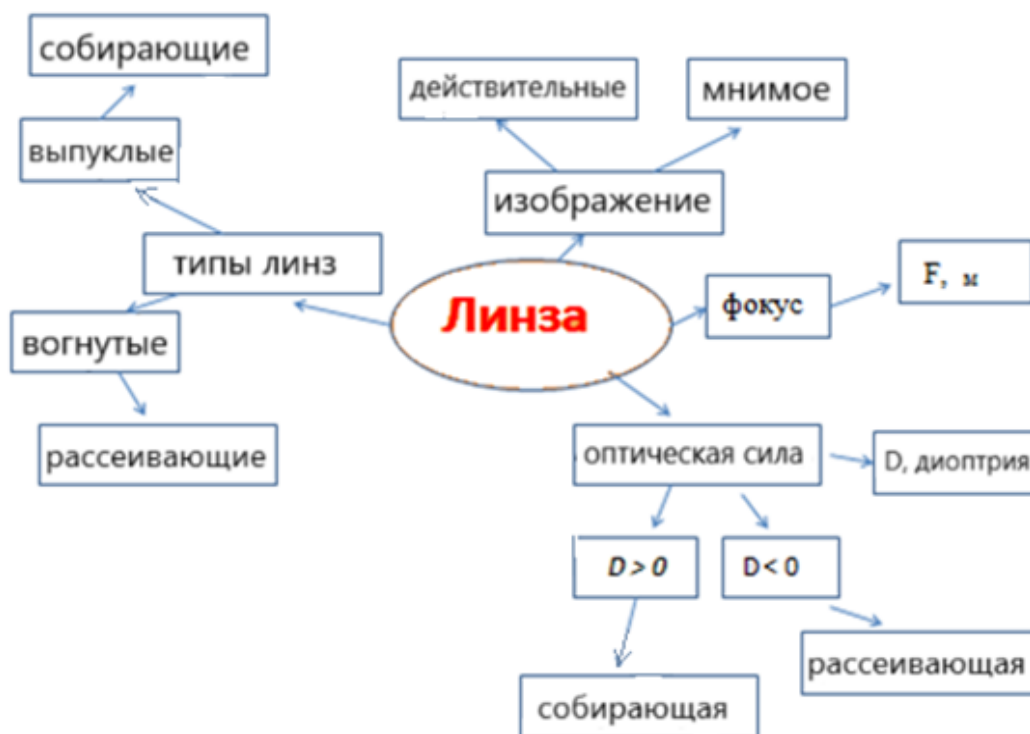 собирающие
действительные
мнимое
выпуклые
изображение
типы линз
F, м
Линза
фокус
вогнутые
рассеивающие
оптическая сила
D, диоптрия
D > 0
D < 0
рассеивающая
собирающая